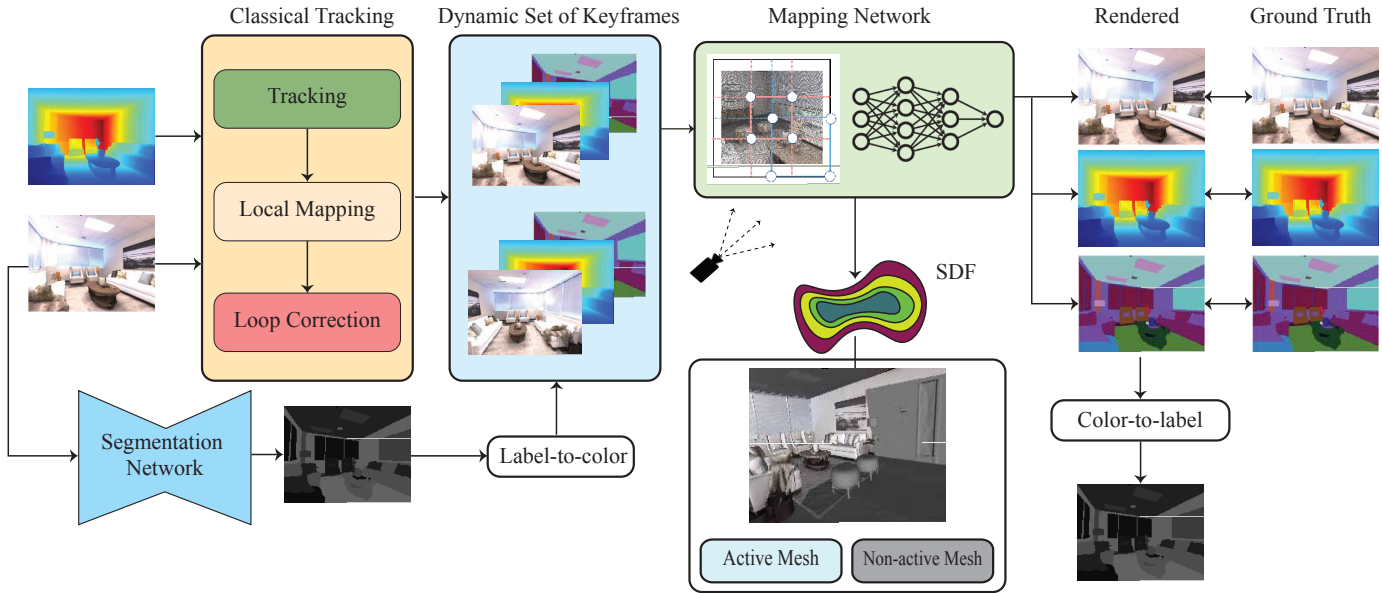 Classical Tracking
Dynamic Set of Keyframes
Mapping Network
Rendered
Ground Truth
Tracking
Local Mapping
Loop Correction
SDF
Segmentation
Network
Label-to-color
Color-to-label
Active Mesh
Non-active Mesh